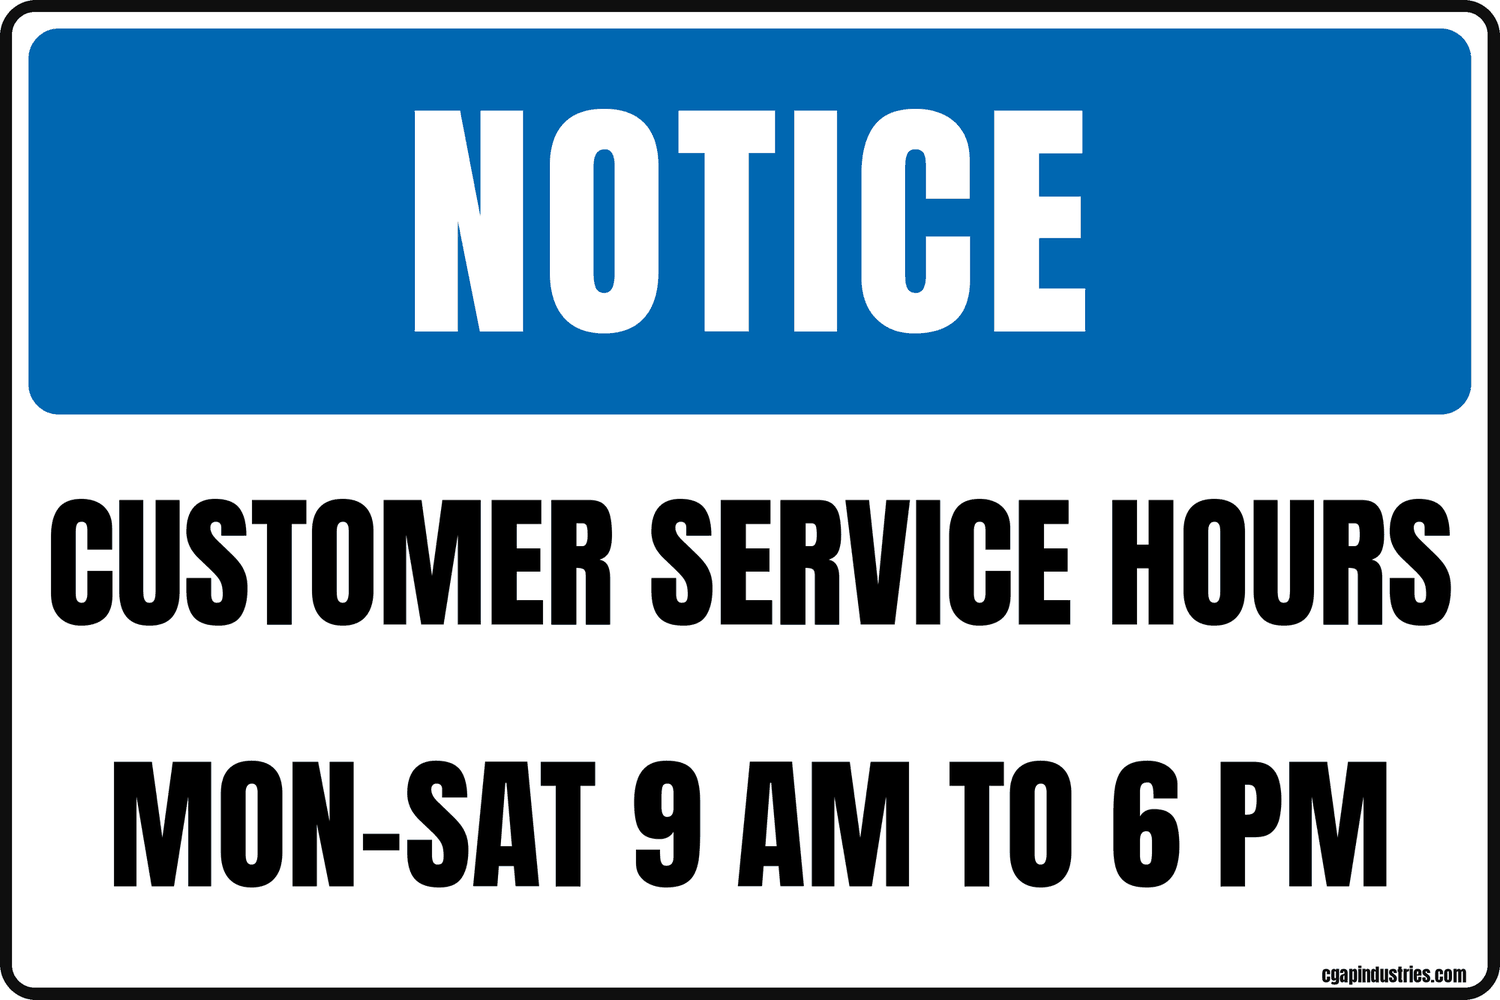 NOTICE
CUSTOMER SERVICE HOURS
MON-SAT 9 AM TO 6 PM
cgapindustries.com